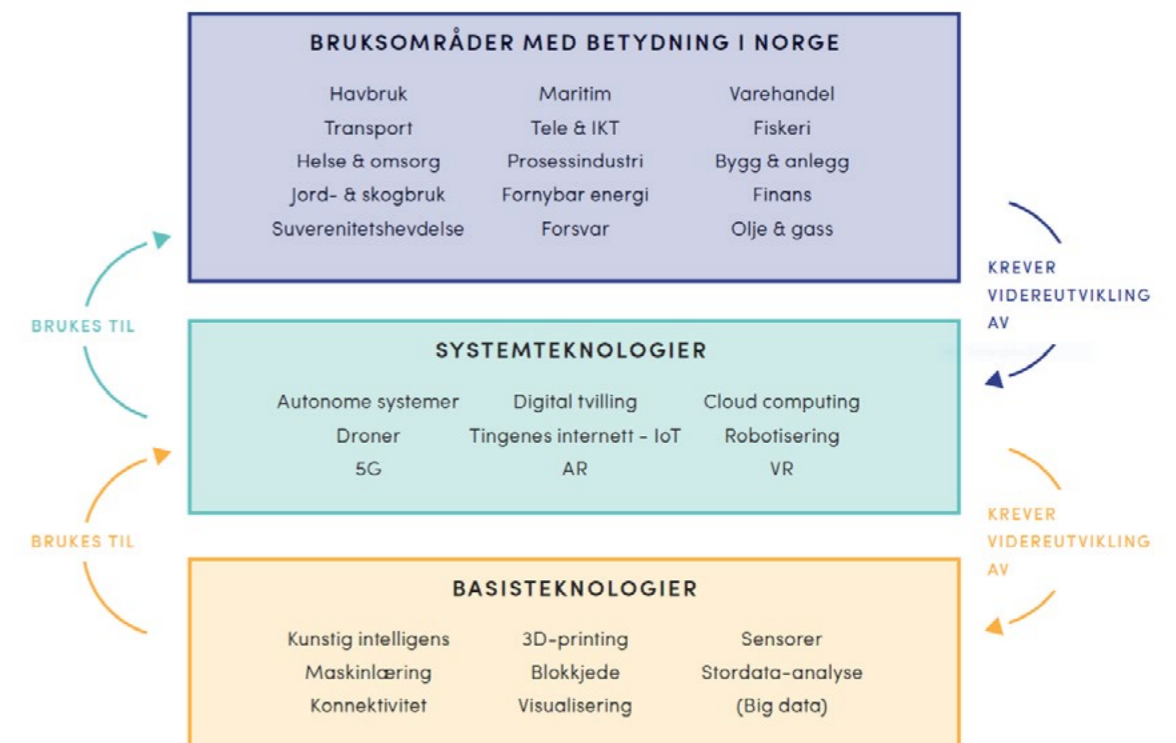 BRUKSOMRÅDER MED BETYDNING I NORGE
Havbruk Maritim Varehandel
Transport Tele & IKT Fiskeri
Helse & omsorg Prosessindustri Bygg & anlegg
Jord- & skogbruk Fornybar energi Finans
Suverenitetshevdelse Forsvar Olje & gass
BRUKES TIL
KREVER
VIDEREUTVIKLING
AV
SYSTEMTEKNOLOGIER
Autonome systemer Digital tvilling Cloud computing
Droner Tingenes internett - IoT Robotisering
5G AR VR
BRUKES TIL
KREVER
VIDEREUTVIKLING
AV
BASISTEKNOLOGIER
Kunstig intelligens 3D-printing Sensorer
Maskinlæring Blokkjede Stordata-analyse
Konnektivitet Visualisering (Big data)